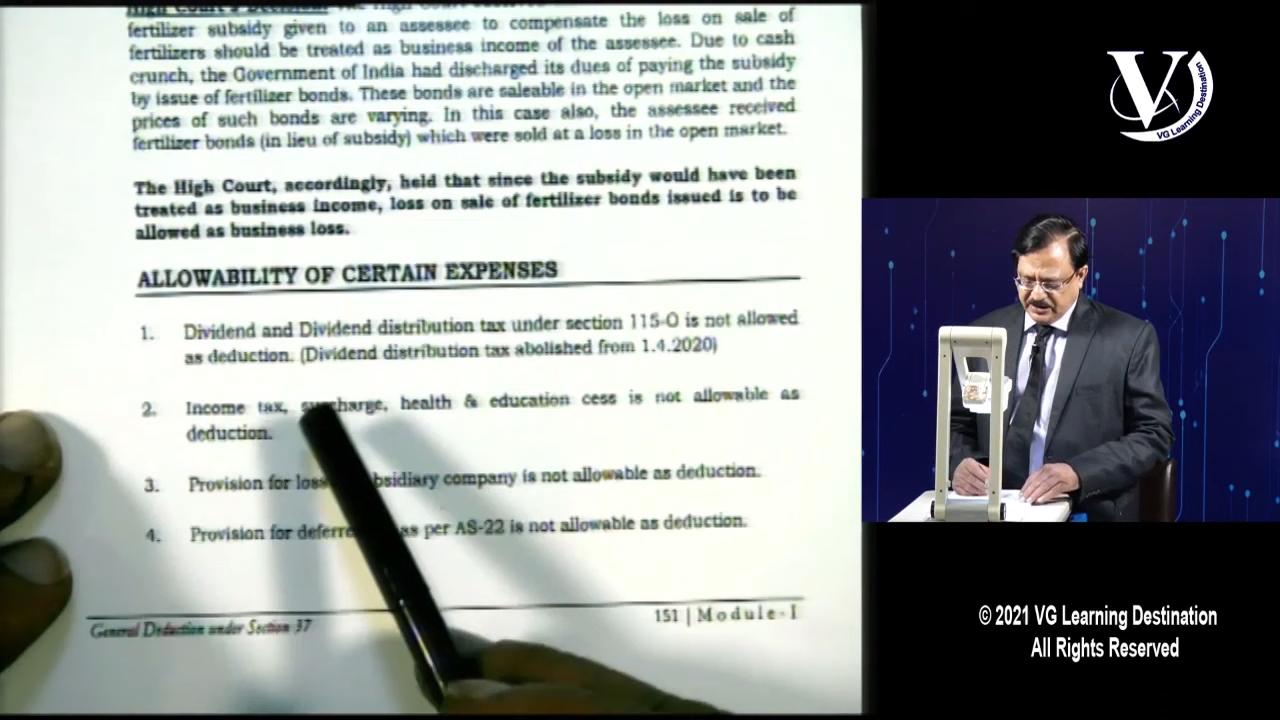 High Court's Decision: The High Court
fertilizer subsidy given to an assessee to compensate the loss on sale of
fertilizers should be treated as business income of the assessee. Due to cash
crunch, the Government of India had discharged its dues of paying the subsidy
by issue of fertilizer bonds. These bonds are saleable in the open market and the
prices of such bonds are varying. In this case also, the assessee received
fertilizer bonds (in lieu of subsidy) which were sold at a loss in the open market.
The High Court, accordingly, held that since the subsidy would have been
treated as business income, loss on sale of fertilizer bonds issued is to be
allowed as business loss.
ALLOWABILITY OF CERTAIN EXPENSES
1. Dividend and Dividend distribution tax under section 115-O is not allowed
as deduction. (Dividend distribution tax abolished from 1.4.2020)
2. Income tax, surcharge, health & education cess is not allowable as
deduction.
3. Provision for loss subsidiary company is not allowable as deduction.
4. Provision for as per AS-22 is not allowable as deduction.
General Deduction under Section 37
151 | Module-I
V
VG Learning Destination
© 2021 VG Learning Destination
All Rights Reserved